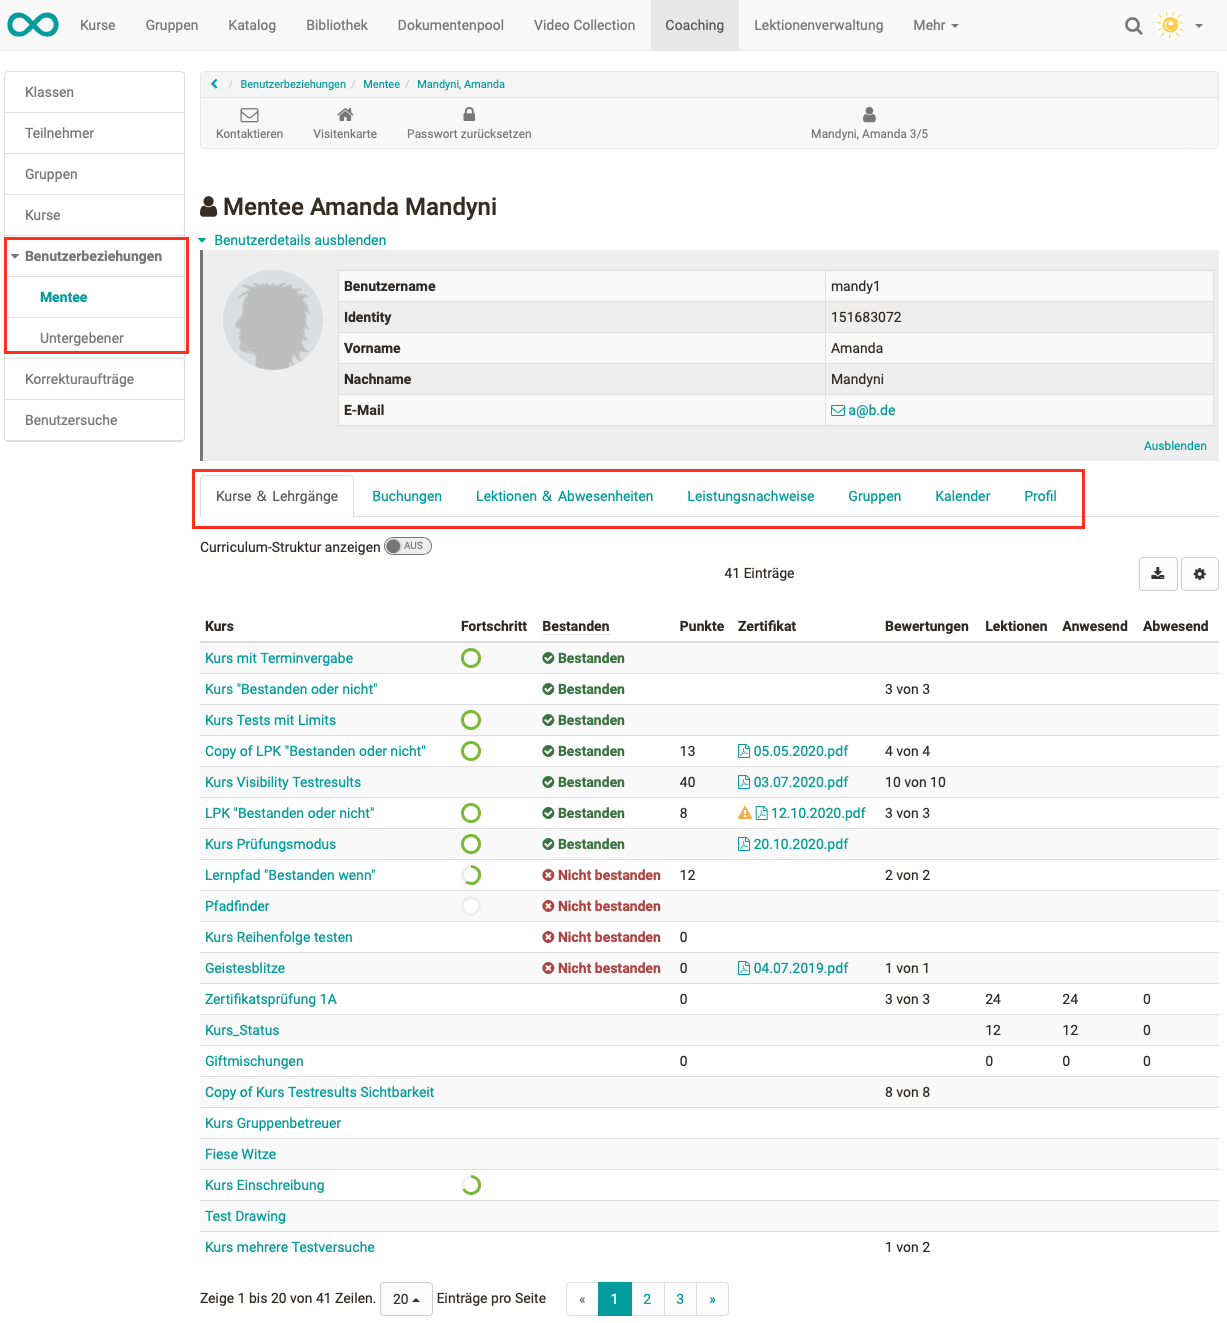 Kurse Gruppen Katalog Bibliothek Dokumentenpool Video Collection Coaching Lektionenverwaltung Mehr
Klassen
Teilnehmer
Gruppen
Kurse
Benutzerbeziehungen
Mentee
Untergebener
Korrekturaufträge
Benutzersuche
/ Benutzerbeziehungen / Mentee / Mandyni, Amanda
Kontaktieren Visitenkarte Passwort zurücksetzen Mandyni, Amanda 3/5
Mentee Amanda Mandyni
Benutzerdetails ausblenden
Benutzername mandy1
Identity 151683072
Vorname Amanda
Nachname Mandyni
E-Mail a@b.de
Ausblenden
Kurse & Lehrgänge Buchungen Lektionen & Abwesenheiten Leistungsnachweise Gruppen Kalender Profil
Curriculum-Struktur anzeigen AUS
41 Einträge
Kurs Fortschritt Bestanden Punkte Zertifikat Bewertungen Lektionen Anwesend Abwesend
Kurs mit Terminvergabe Bestanden
Kurs "Bestanden oder nicht" Bestanden 3 von 3
Kurs Tests mit Limits Bestanden
Copy of LPK "Bestanden oder nicht" Bestanden 13 05.05.2020.pdf 4 von 4
Kurs Visibility Testresults Bestanden 40 03.07.2020.pdf 10 von 10
LPK "Bestanden oder nicht" Bestanden 8 12.10.2020.pdf 3 von 3
Kurs Prüfungsmodus Bestanden 20.10.2020.pdf
Lernpfad "Bestanden wenn" Nicht bestanden 12 2 von 2
Pfadfinder Nicht bestanden
Kurs Reihenfolge testen Nicht bestanden 0
Geistesblitze Nicht bestanden 0 04.07.2019.pdf 1 von 1
Zertifikatsprüfung 1A 0 3 von 3 24 24 0
Kurs_Status 12 12 0
Giftmischungen 0 0 0 0
Copy of Kurs Testresults Sichtbarkeit 8 von 8
Kurs Gruppenbetreuer
Fiese Witze
Kurs Einschreibung
Test Drawing
Kurs mehrere Testversuche 1 von 2
Zeige 1 bis 20 von 41 Zeilen. 20 Einträge pro Seite « 1 2 3 »